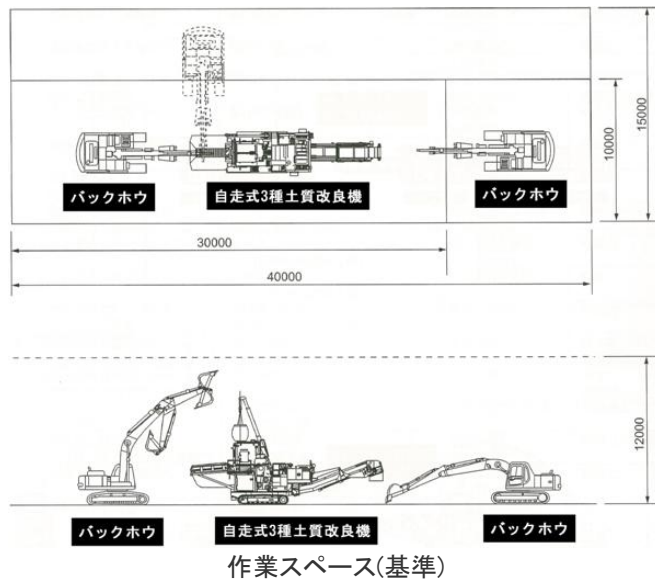 15000
10000
バックホウ
自走式3種土質改良機
バックホウ
30000
40000
12000
バックホウ
自走式3種土質改良機
バックホウ
作業スペース(基準)